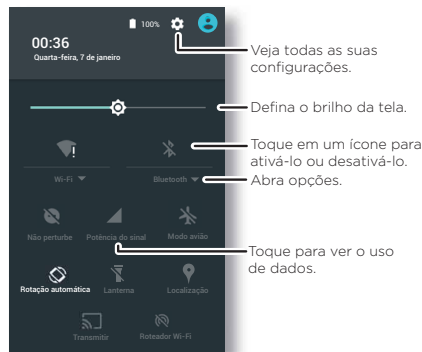 100%
00:36
Quarta-feira, 7 de janeiro
Veja todas as suas
configurações.
Defina o brilho da tela.
Toque em um ícone para
ativá-lo ou desativá-lo.
Wi-Fi
Bluetooth
Abra opções.
Não perturbe
Potência do sinal
Modo avião
Toque para ver o uso
de dados.
Rotação automática
Lanterna
Localização
Transmitir
Roteador Wi-Fi